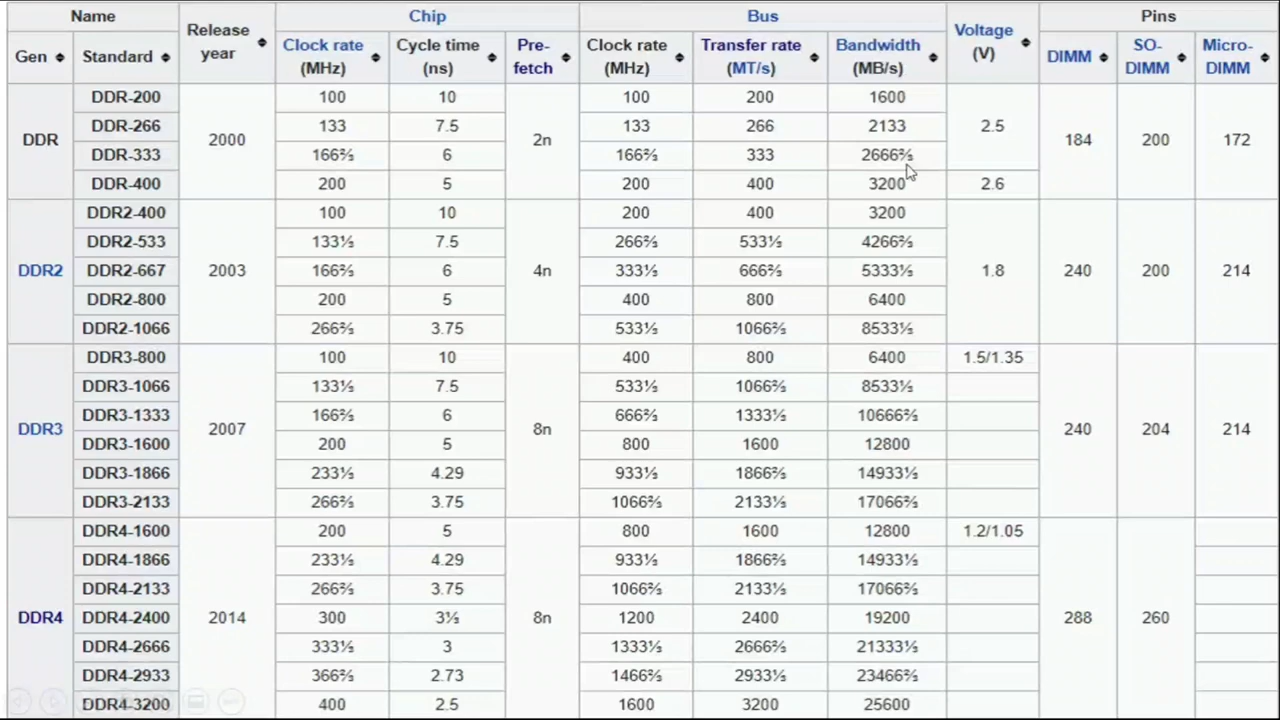 Name Release year Chip Bus Voltage (V) Pins
Gen Standard Clock rate (MHz) Cycle time (ns) Pre-fetch Clock rate (MHz) Transfer rate (MT/s) Bandwidth (MB/s) DIMM SO-DIMM Micro-DIMM
DDR 2000 2n 184 200 172
DDR-200 100 10 100 200 1600
DDR-266 133 7.5 133 266 2133 2.5
DDR-333 166⅔ 6 166⅔ 333 2666⅔
DDR-400 200 5 200 400 3200 2.6
DDR2 2003 4n 1.8 240 200 214
DDR2-400 100 10 200 400 3200
DDR2-533 133⅓ 7.5 266⅔ 533⅓ 4266⅔
DDR2-667 166⅔ 6 333⅓ 666⅔ 5333⅓
DDR2-800 200 5 400 800 6400
DDR2-1066 266⅔ 3.75 533⅓ 1066⅔ 8533⅓
DDR3 2007 8n 240 204 214
DDR3-800 100 10 400 800 6400 1.5/1.35
DDR3-1066 133⅓ 7.5 533⅓ 1066⅔ 8533⅓
DDR3-1333 166⅔ 6 666⅔ 1333⅓ 10666⅔
DDR3-1600 200 5 800 1600 12800
DDR3-1866 233⅓ 4.29 933⅓ 1866⅔ 14933⅓
DDR3-2133 266⅔ 3.75 1066⅔ 2133⅓ 17066⅔
DDR4 2014 8n 288 260
DDR4-1600 200 5 800 1600 12800 1.2/1.05
DDR4-1866 233⅓ 4.29 933⅓ 1866⅔ 14933⅓
DDR4-2133 266⅔ 3.75 1066⅔ 2133⅓ 17066⅔
DDR4-2400 300 3⅓ 1200 2400 19200
DDR4-2666 333⅓ 3 1333⅓ 2666⅔ 21333⅓
DDR4-2933 366⅔ 2.73 1466⅔ 2933⅓ 23466⅔
DDR4-3200 400 2.5 1600 3200 25600